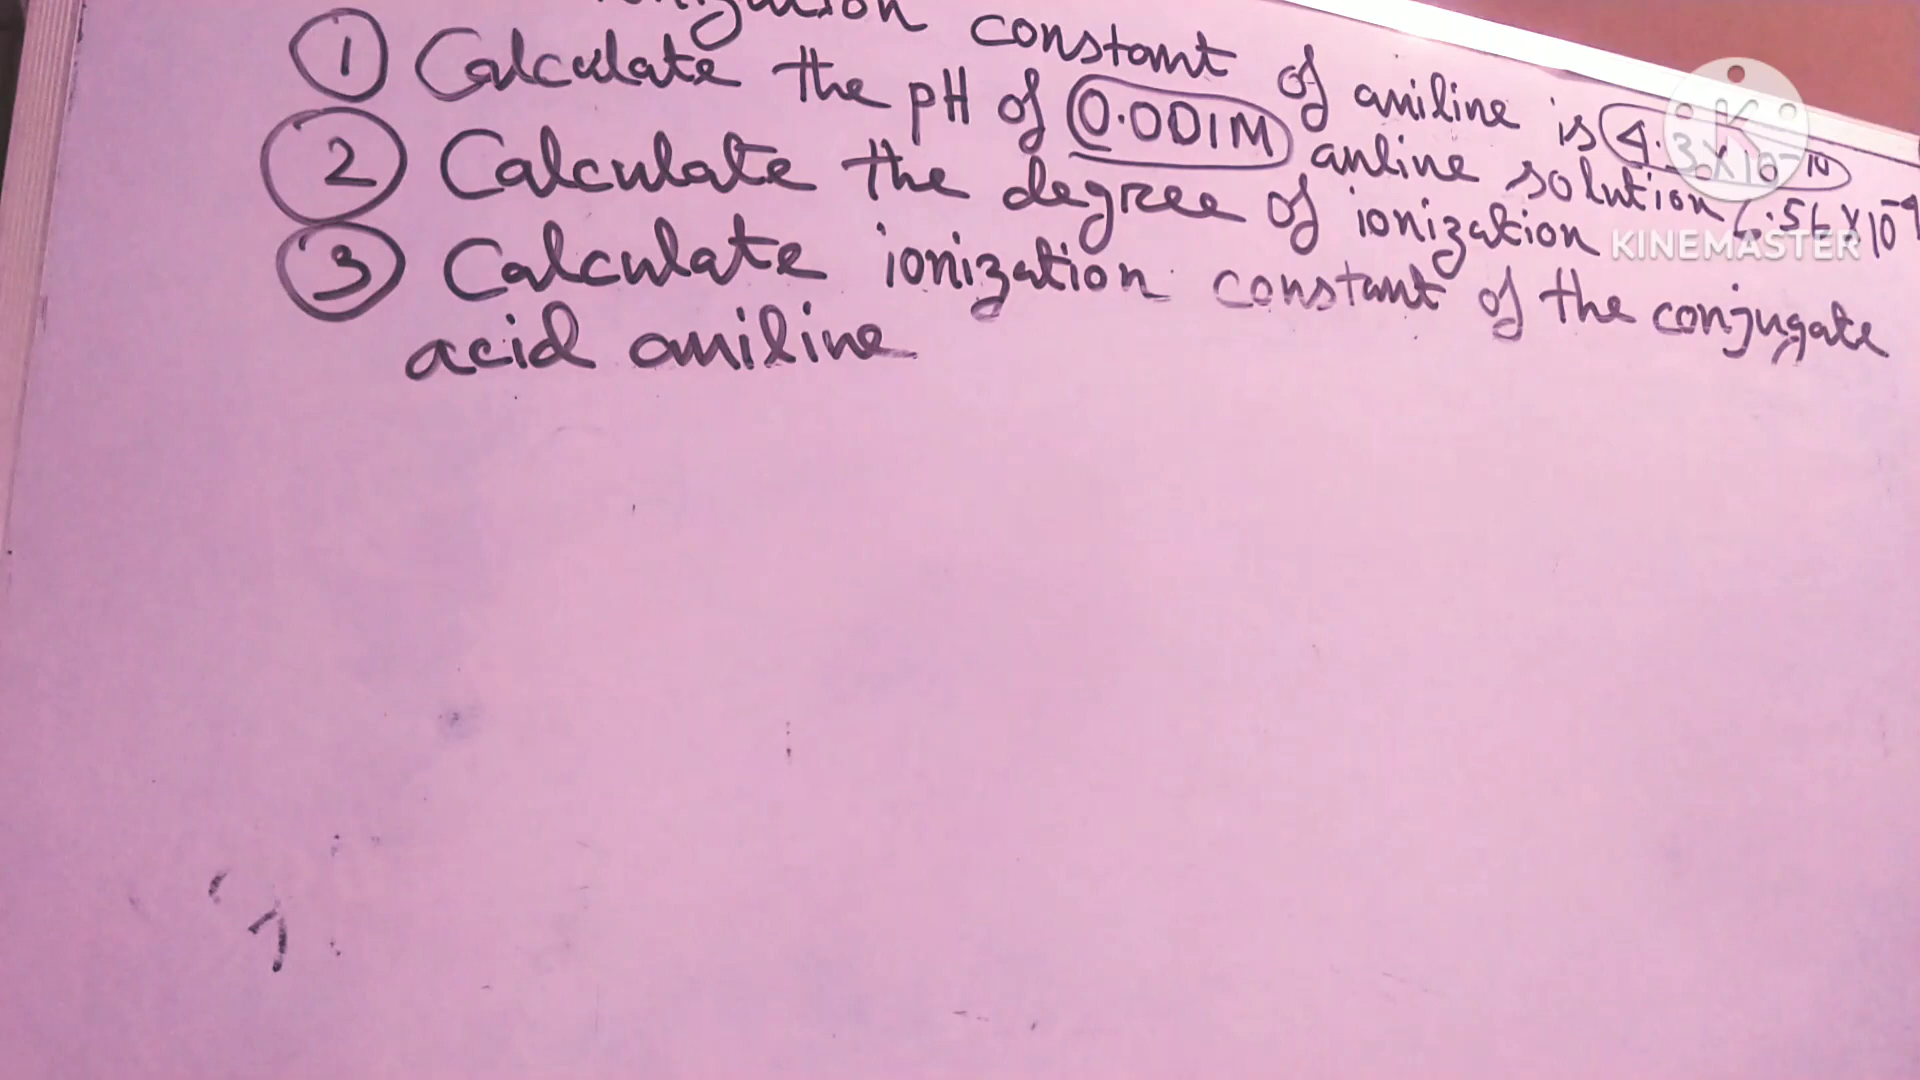 constant of aniline is 4.3×10⁻¹⁰
① Calculate the pH of 0.001M anline solution
② Calculate the degree of ionization 6.56×10⁻⁴
③ Calculate ionization constant of the conjugate
acid aniline
K
KINEMASTER